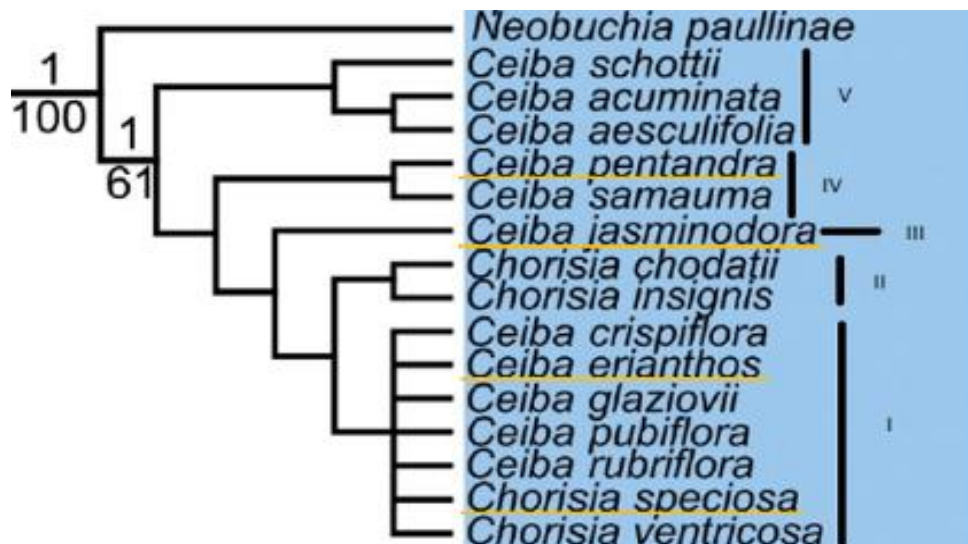 Neobuchia paullinae
1
100
Ceiba schottii
Ceiba acuminata
V
Ceiba aesculifolia
1
61
Ceiba pentandra
IV
Ceiba samauma
Ceiba jasminodora
III
Chorisia chodatii
II
Chorisia insignis
Ceiba crispiflora
Ceiba erianthos
Ceiba glaziovii
I
Ceiba pubiflora
Ceiba rubriflora
Chorisia speciosa
Chorisia ventricosa